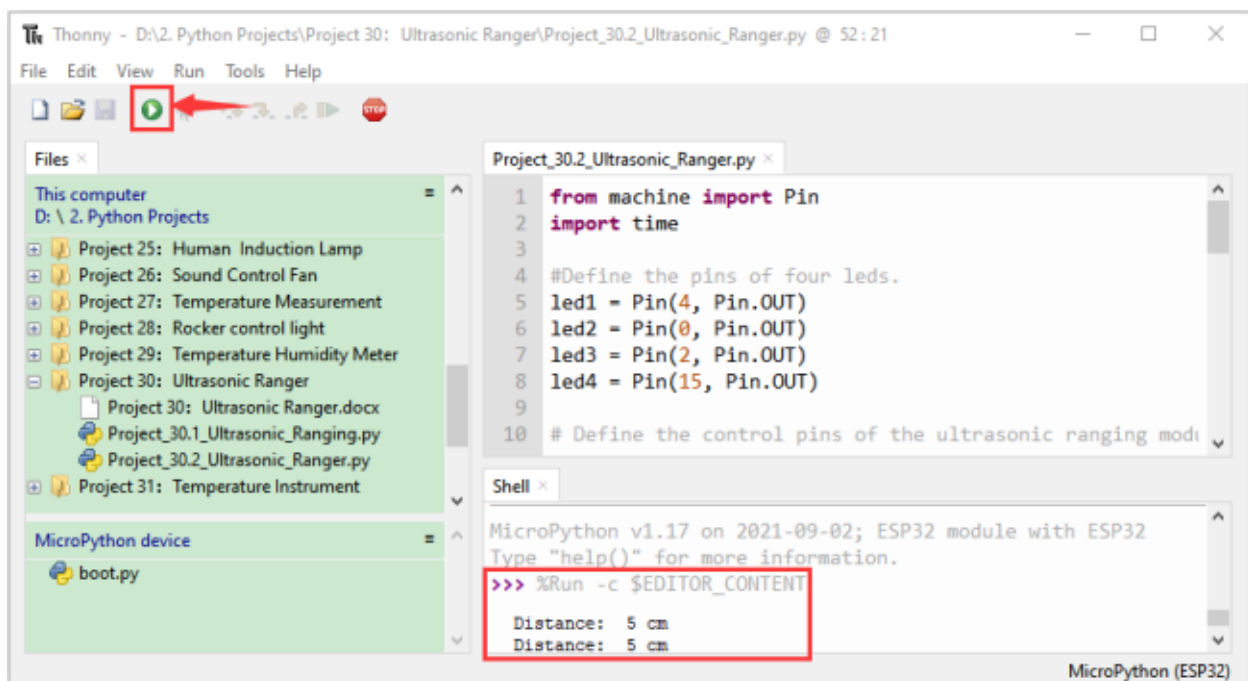 Thonny - D:\2. Python Projects\Project 30: Ultrasonic Ranger\Project_30.2_Ultrasonic_Ranger.py @ 52:21
File Edit View Run Tools Help
STOP
Files
This computer
D: \ 2. Python Projects
Project 25: Human Induction Lamp
Project 26: Sound Control Fan
Project 27: Temperature Measurement
Project 28: Rocker control light
Project 29: Temperature Humidity Meter
Project 30: Ultrasonic Ranger
Project 30: Ultrasonic Ranger.docx
Project_30.1_Ultrasonic_Ranging.py
Project_30.2_Ultrasonic_Ranger.py
Project 31: Temperature Instrument
MicroPython device
boot.py
Project_30.2_Ultrasonic_Ranger.py
1 from machine import Pin
2 import time
3
4 #Define the pins of four leds.
5 led1 = Pin(4, Pin.OUT)
6 led2 = Pin(0, Pin.OUT)
7 led3 = Pin(2, Pin.OUT)
8 led4 = Pin(15, Pin.OUT)
9
10 # Define the control pins of the ultrasonic ranging
Shell
MicroPython v1.17 on 2021-09-02; ESP32 module with ESP32
Type "help()" for more information.
>>> %Run -c $EDITOR_CONTENT
Distance: 5 cm
Distance: 5 cm
MicroPython (ESP32)